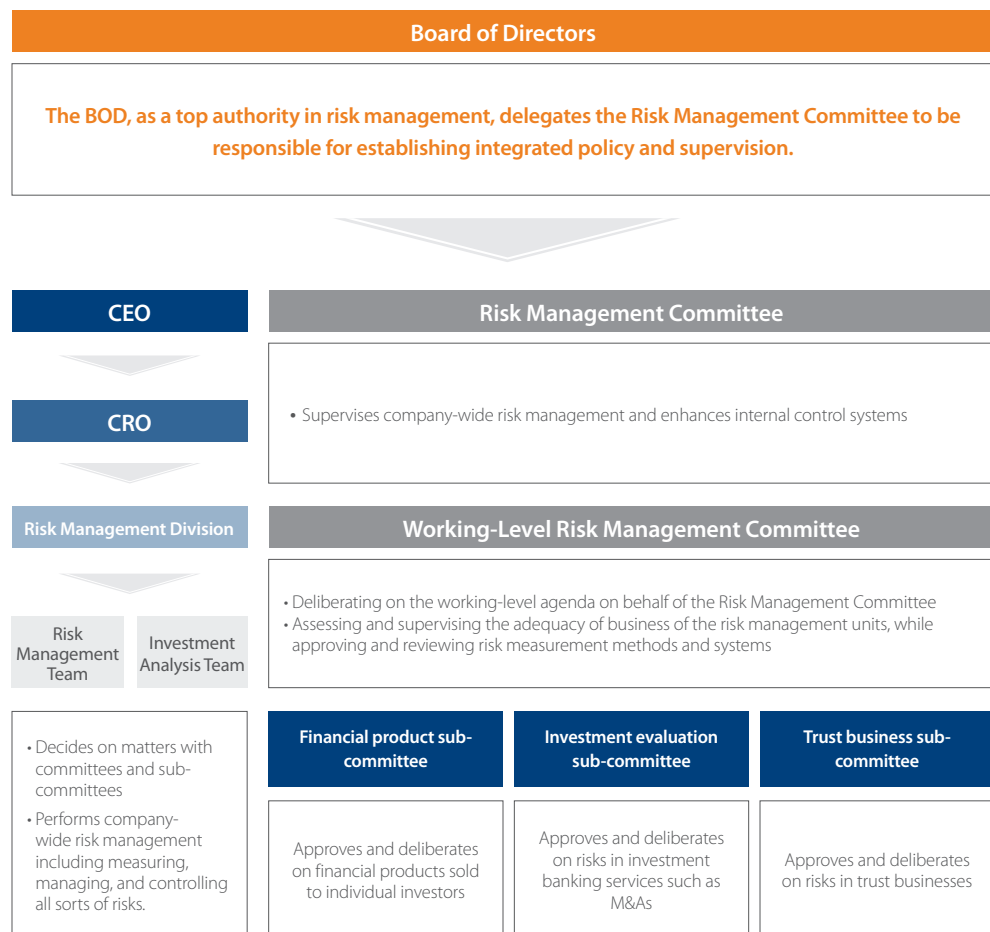 Board of Directors
The BOD, as a top authority in risk management, delegates the Risk Management Committee to be
responsible for establishing integrated policy and supervision.
CEO
CRO
Risk Management Division
Risk
Management
Team
Investment
Analysis Team
• Decides on matters with
committees and sub-
committees
• Performs company-
wide risk management
including measuring,
managing, and controlling
all sorts of risks.
Risk Management Committee
• Supervises company-wide risk management and enhances internal control systems
Working-Level Risk Management Committee
• Deliberating on the working-level agenda on behalf of the Risk Management Committee
• Assessing and supervising the adequacy of business of the risk management units, while
approving and reviewing risk measurement methods and systems
Financial product sub-
committee
Approves and deliberates
on financial products sold
to individual investors
Investment evaluation
sub-committee
Approves and deliberates
on risks in investment
banking services such as
M&As
Trust business sub-
committee
Approves and deliberates
on risks in trust businesses